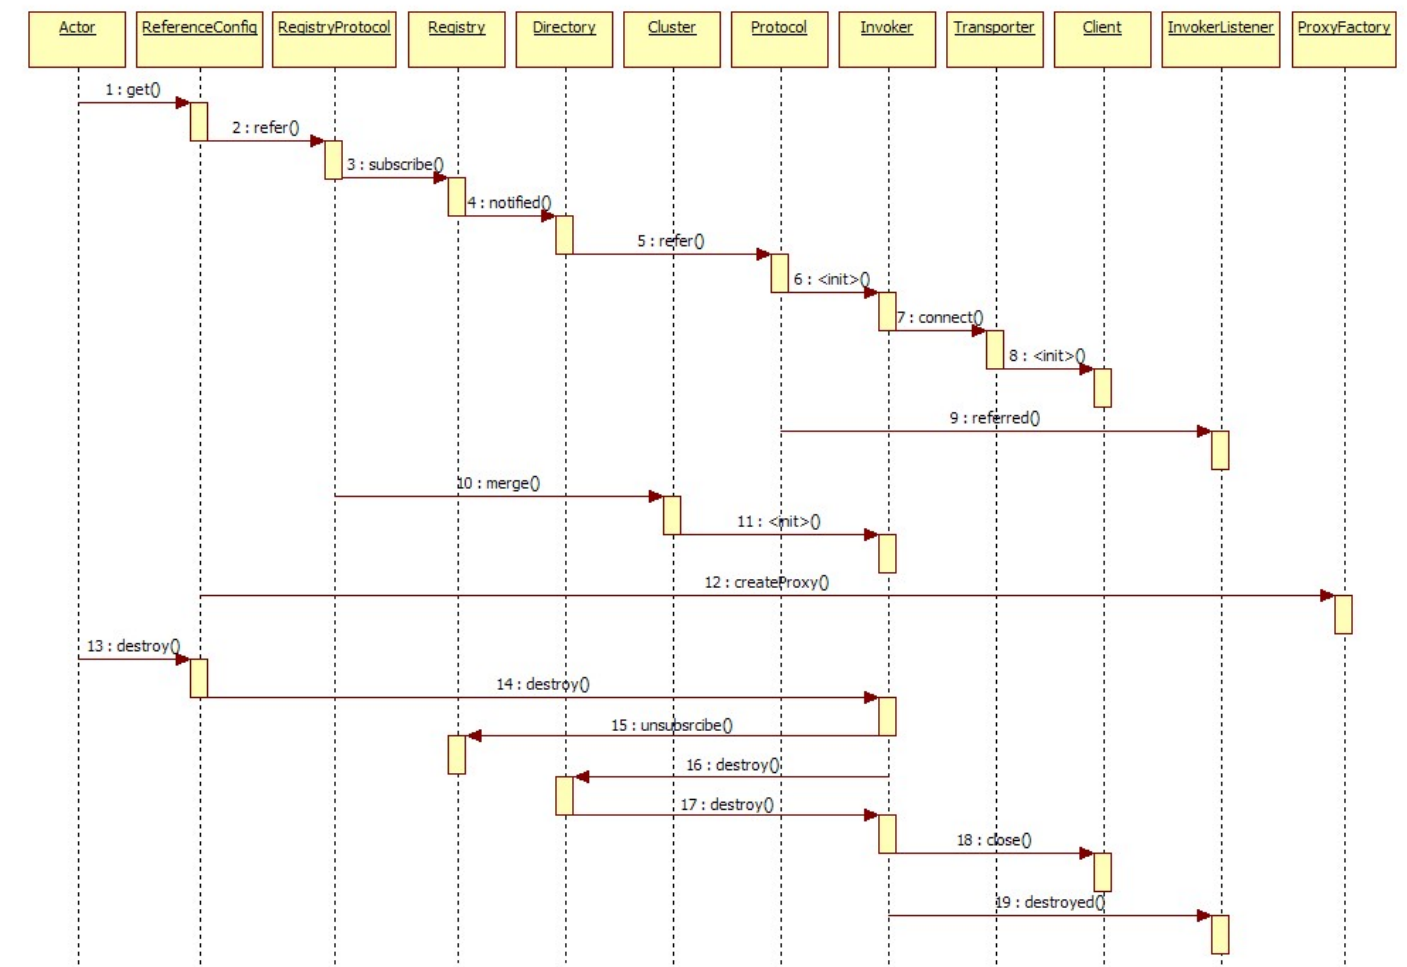 Actor ReferenceConfig RegistryProtocol Registry Directory Cluster Protocol Invoker Transporter Client InvokerListener ProxyFactory
1 : get()
2 : refer()
3 : subscribe()
4 : notified()
5 : refer()
6 : <init>()
7 : connect()
8 : <init>()
9 : referred()
10 : merge()
11 : <init>()
12 : createProxy()
13 : destroy()
14 : destroy()
15 : unsubsrcibe()
16 : destroy()
17 : destroy()
18 : close()
19 : destroyed()